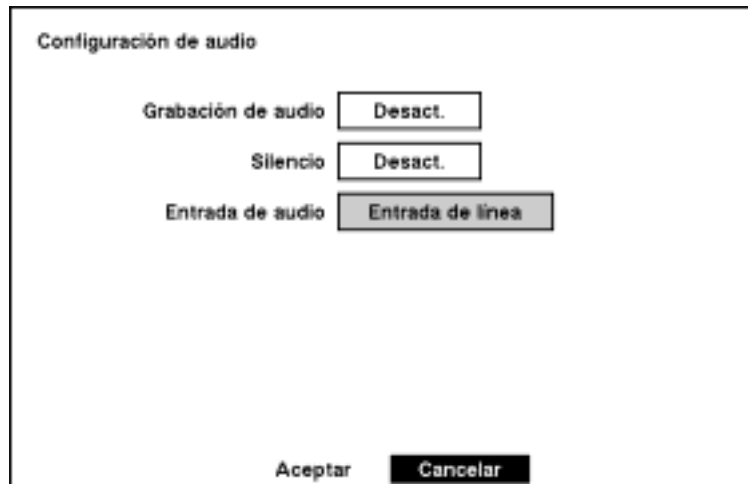 Configuración de audio
Grabación de audio Desact.
Silencio Desact.
Entrada de audio Entrada de línea
Aceptar Cancelar